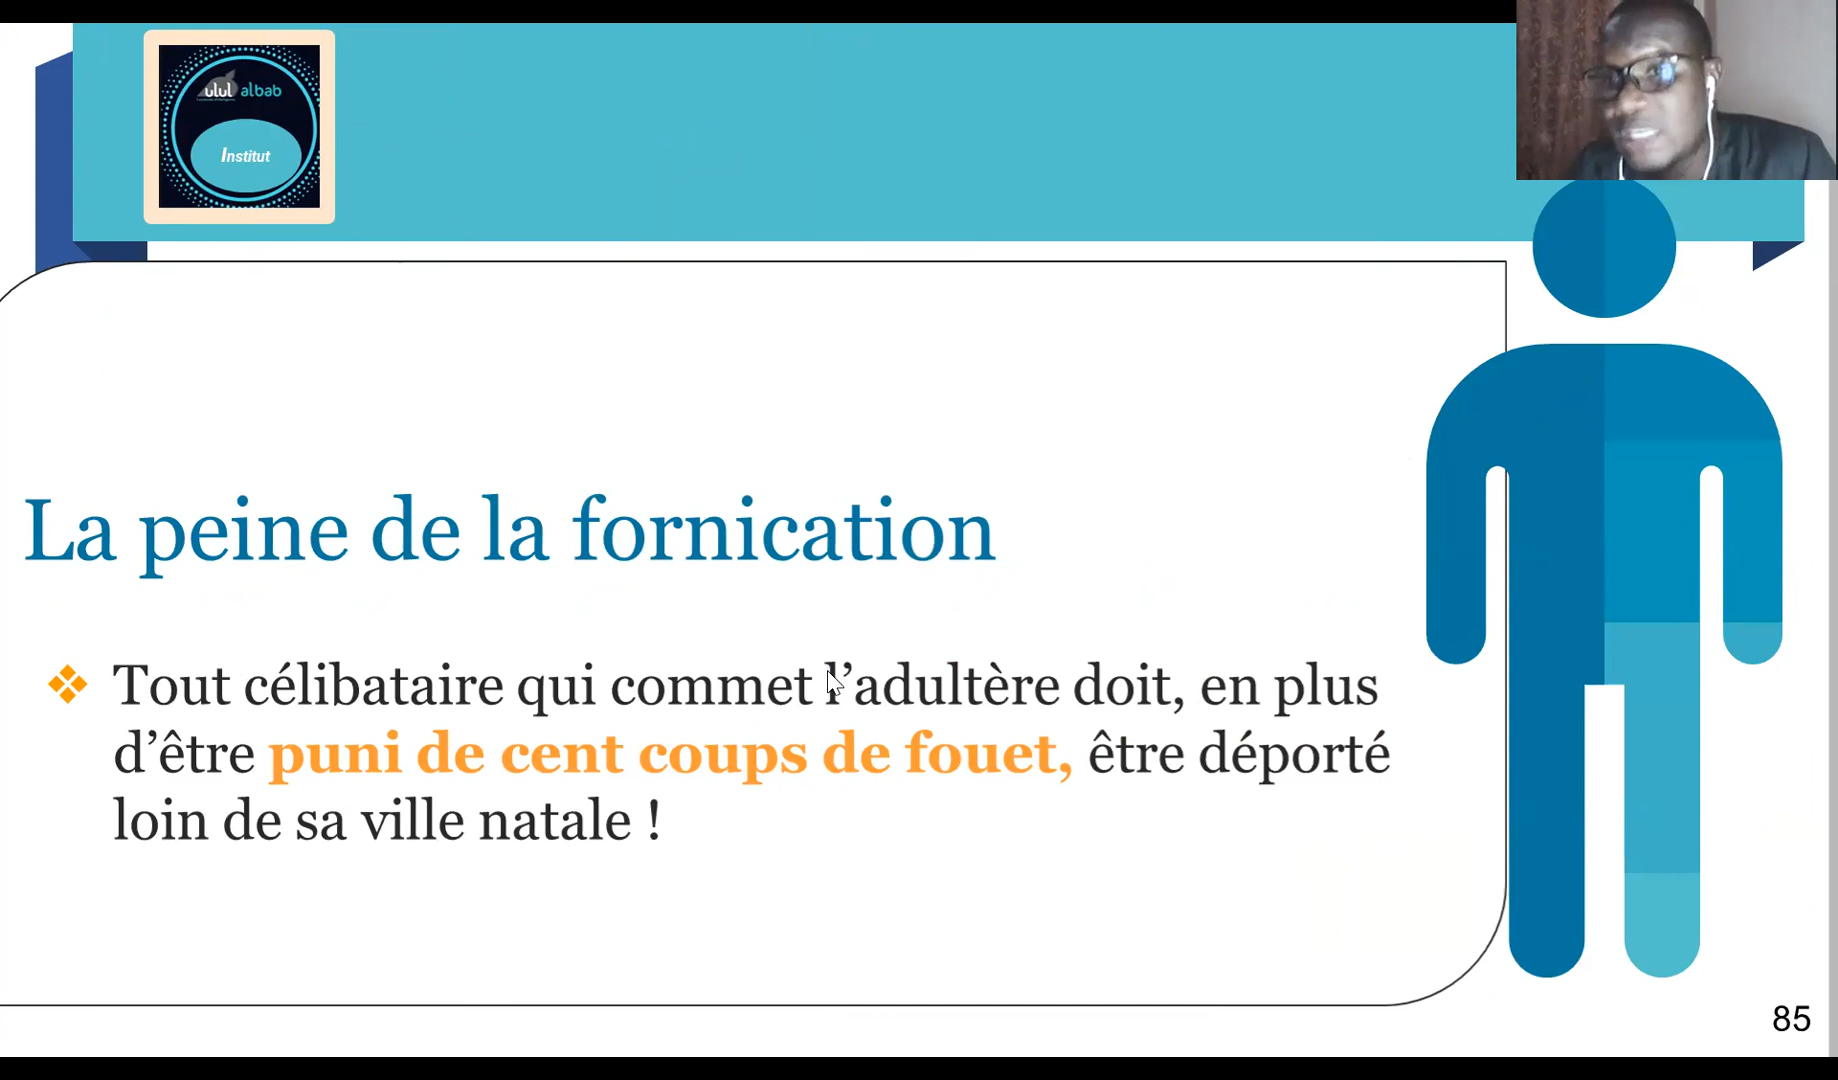 ulul albab
Institut
La peine de la fornication
Tout célibataire qui commet l’adultère doit, en plus
d’être puni de cent coups de fouet, être déporté
loin de sa ville natale !
85